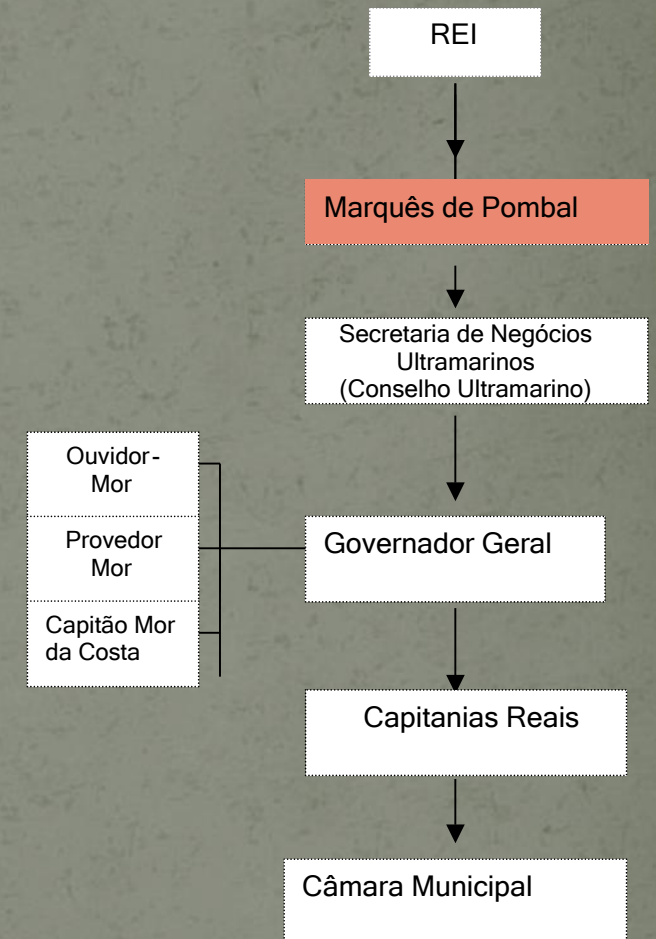 REI
Marquês de Pombal
Secretaria de Negócios
Ultramarinos
(Conselho Ultramarino)
Ouvidor-
Mor
Provedor
Mor
Capitão Mor
da Costa
Governador Geral
Capitanias Reais
Câmara Municipal